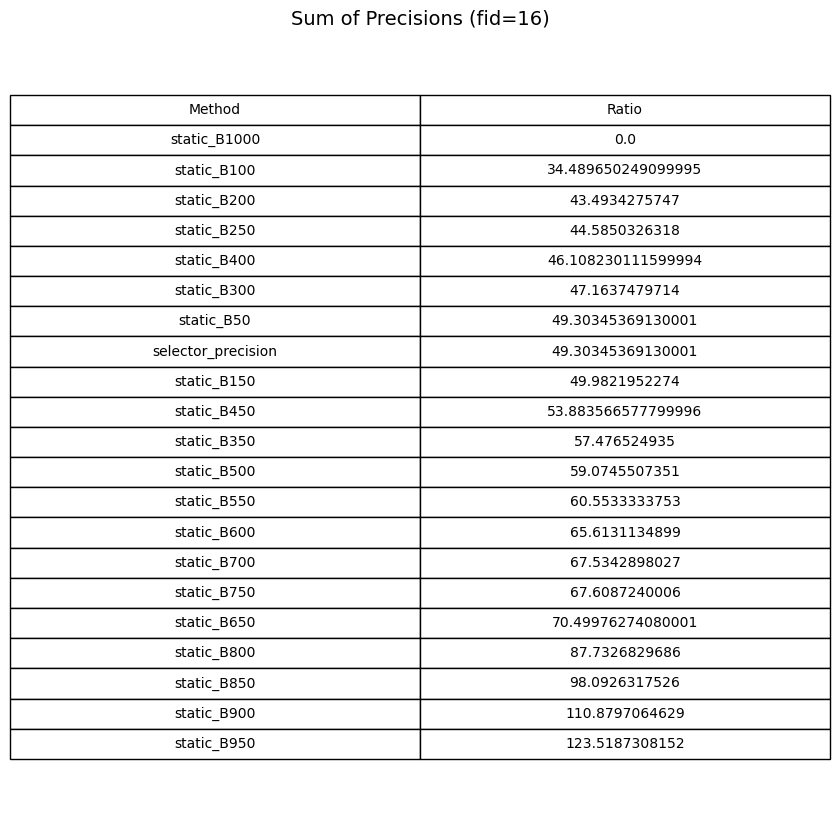 Sum of Precisions (fid=16)
Method Ratio
static_B1000 0.0
static_B100 34.489650249099995
static_B200 43.4934275747
static_B250 44.5850326318
static_B400 46.108230111599994
static_B300 47.1637479714
static_B50 49.30345369130001
selector_precision 49.30345369130001
static_B150 49.9821952274
static_B450 53.883566577799996
static_B350 57.476524935
static_B500 59.0745507351
static_B550 60.5533333753
static_B600 65.6131134899
static_B700 67.5342898027
static_B750 67.6087240006
static_B650 70.49976274080001
static_B800 87.7326829686
static_B850 98.0926317526
static_B900 110.8797064629
static_B950 123.5187308152